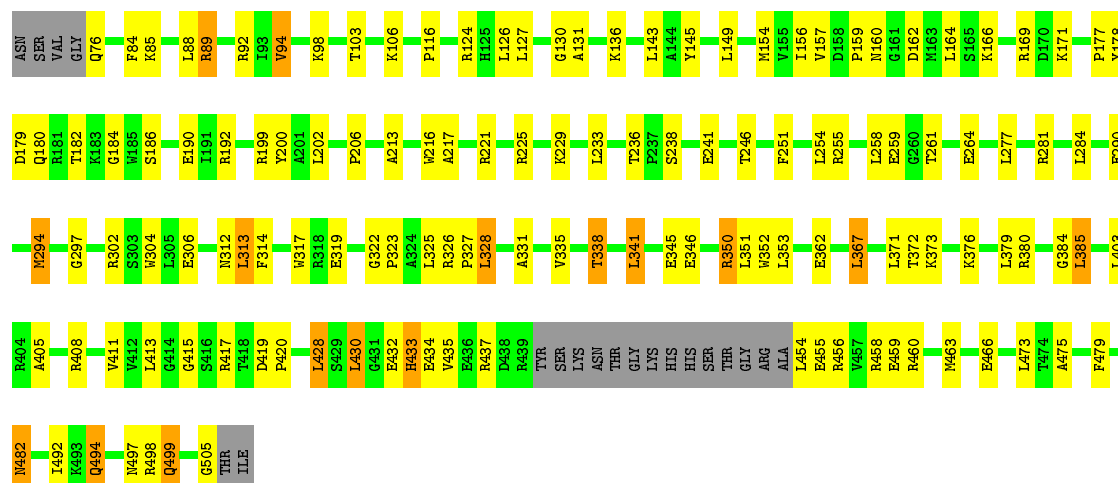 ASN SER VAL GLY Q76 F84 K85 L88 R89 R92 I93 V94 K98 T103 K106 P116 R124 H125 L126 L127 G130 A131 K136 L143 A144 Y145 L149 M154 V155 I156 V157 D158 P159 N160 G161 D162 M163 L164 S165 K166 R169 D170 K171 P177 Y178
D179 Q180 R181 T182 K183 G184 W185 S186 E190 I191 R192 R199 Y200 A201 L202 P206 A213 W216 A217 R221 R225 K229 L233 T236 P237 S238 E241 T246 F251 L254 R255 L258 E259 G260 T261 E264 L277 R281 L284
M294 G297 R302 S303 W304 L305 E306 N312 L313 F314 W317 R318 E319 G322 P323 A324 L325 R326 P327 L328 A331 V335 T338 L341 E345 E346 R350 L351 W352 L353 E362 L367 L371 T372 K373 K376 L379 R380 G384 L385 L403
R404 A405 R408 V411 V412 L413 G414 G415 S416 R417 T418 D419 P420 L428 S429 L430 G431 E432 H433 E434 V435 E436 R437 D438 R439 TYR SER LYS ASN THR GLY LYS HIS HIS SER THR GLY ARG ALA L454 E455 R456 V457 R458 E459 R460 M463 E466 L473 T474 A475 F479
N482 I492 K493 Q494 N497 R498 Q499 G505 THR ILE